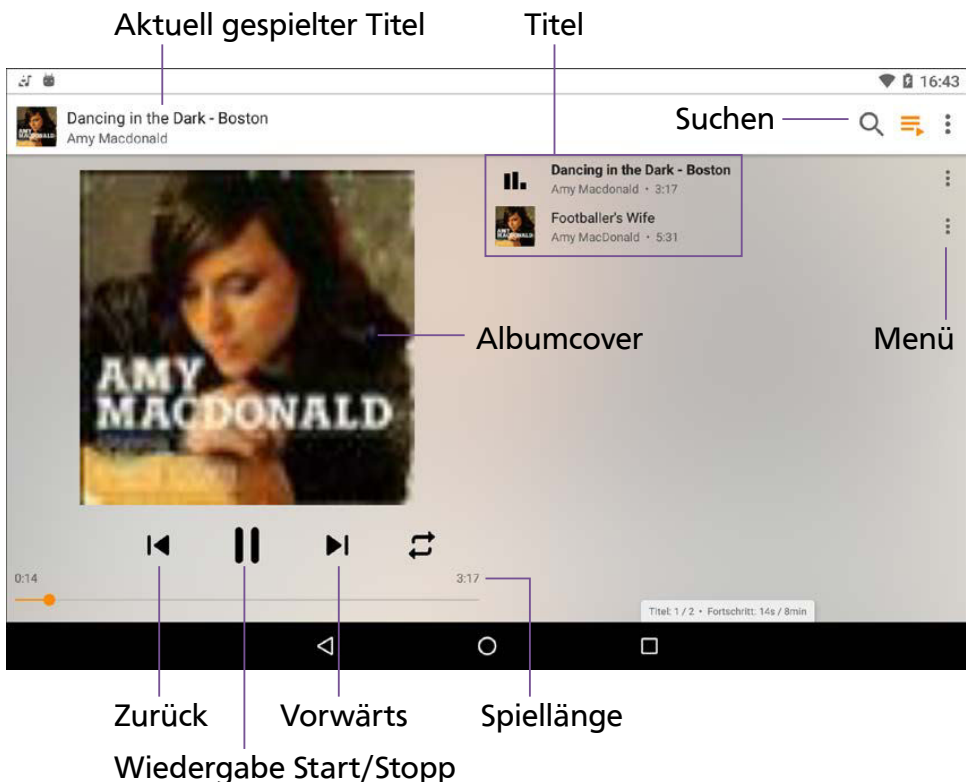 Aktuell gespielter Titel
Titel
16:43
Dancing in the Dark - Boston
Amy Macdonald
Suchen
Dancing in the Dark - Boston
Amy Macdonald • 3:17
Footballer's Wife
Amy MacDonald • 5:31
Albumcover
Menü
AMY
MACDONALD
0:14
3:17
Titel: 1 / 2 • Fortschritt: 14s / 8min
Zurück
Vorwärts
Spiellänge
Wiedergabe Start/Stopp